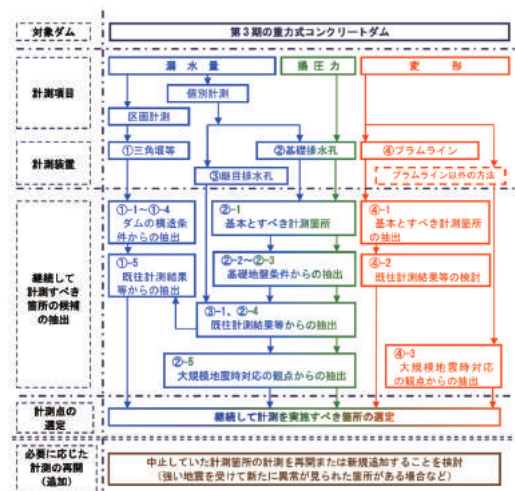 対象ダム
第3期の重力式コンクリートダム
計測項目
漏水量
揚圧力
変形
個別計測
区画計測
計測装置
①三角堰等
②基礎排水孔
③継目排水孔
④プラムライン
プラムライン以外の方法
継続して
計測すべき
箇所の候補
の抽出
①-1～①-4
ダムの構造条
件からの抽出
②-1
基本とすべき計測箇所
④-1
基本とすべき計測箇所
の抽出
①-5
既往計測結果
等からの抽出
②-2～②-3
基礎地盤条件からの抽出
④-2
既往計測結果等の検討
③-1、②-4
既往計測結果等からの抽出
②-5
大規模地震時対応の観点からの抽出
④-3
大規模地震時対応
の観点からの抽出
計測点の
選定
継続して計測を実施すべき箇所の選定
必要に応じた
計測の再開
（追加）
中止していた計測箇所の計測を再開または新規追加することを検討
（強い地震を受けて新たに異常が見られた箇所がある場合など）